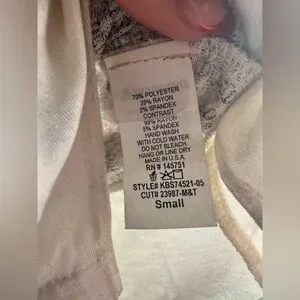 70% POLYESTER
28% RAYON
2% SPANDEX
CONTRAST
95% RAYON
5% SPANDEX
HAND WASH
WITH COLD WATER
DO NOT BLEACH
HANG OR LINE DRY
MADE IN U.S.A.
RN # 145751
STYLE# KBS74521-05
CUT# 23987-M&T
Small